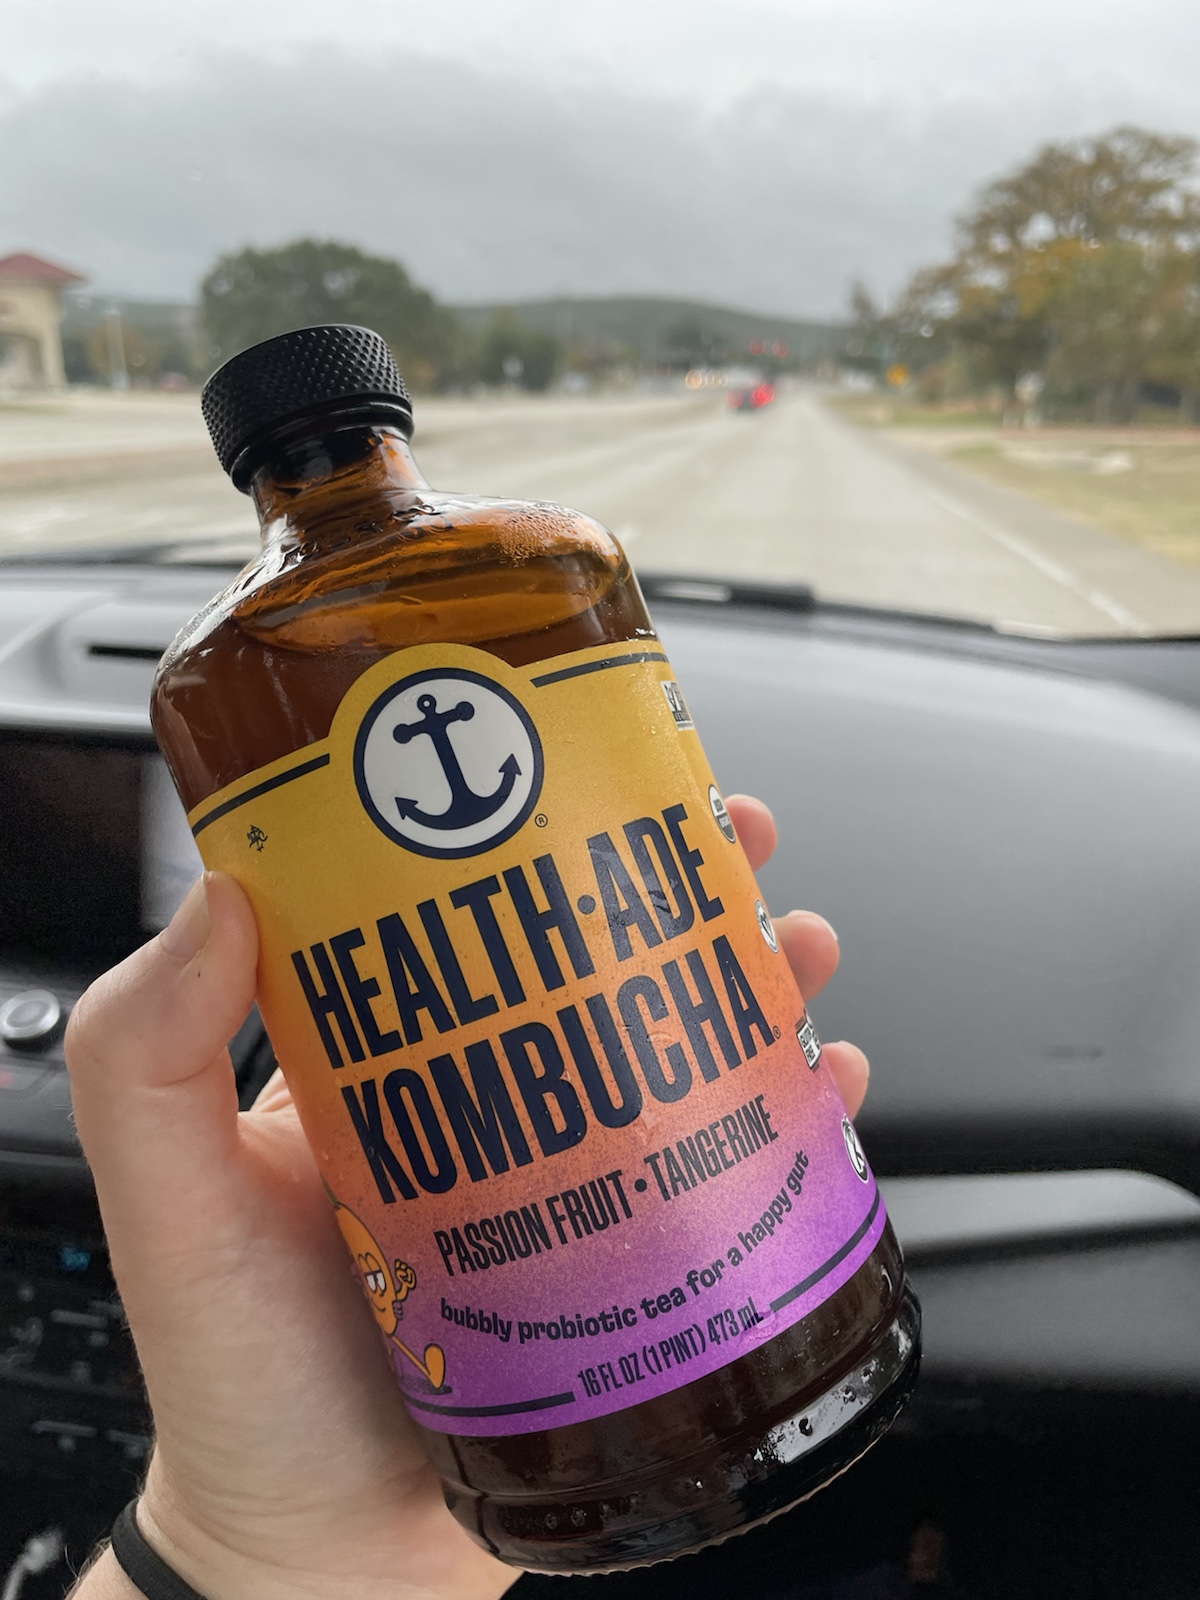 HEALTH·ADE
KOMBUCHA®
PASSION FRUIT • TANGERINE
bubbly probiotic tea for a happy gut
16 FL OZ (1 PINT) 473 mL